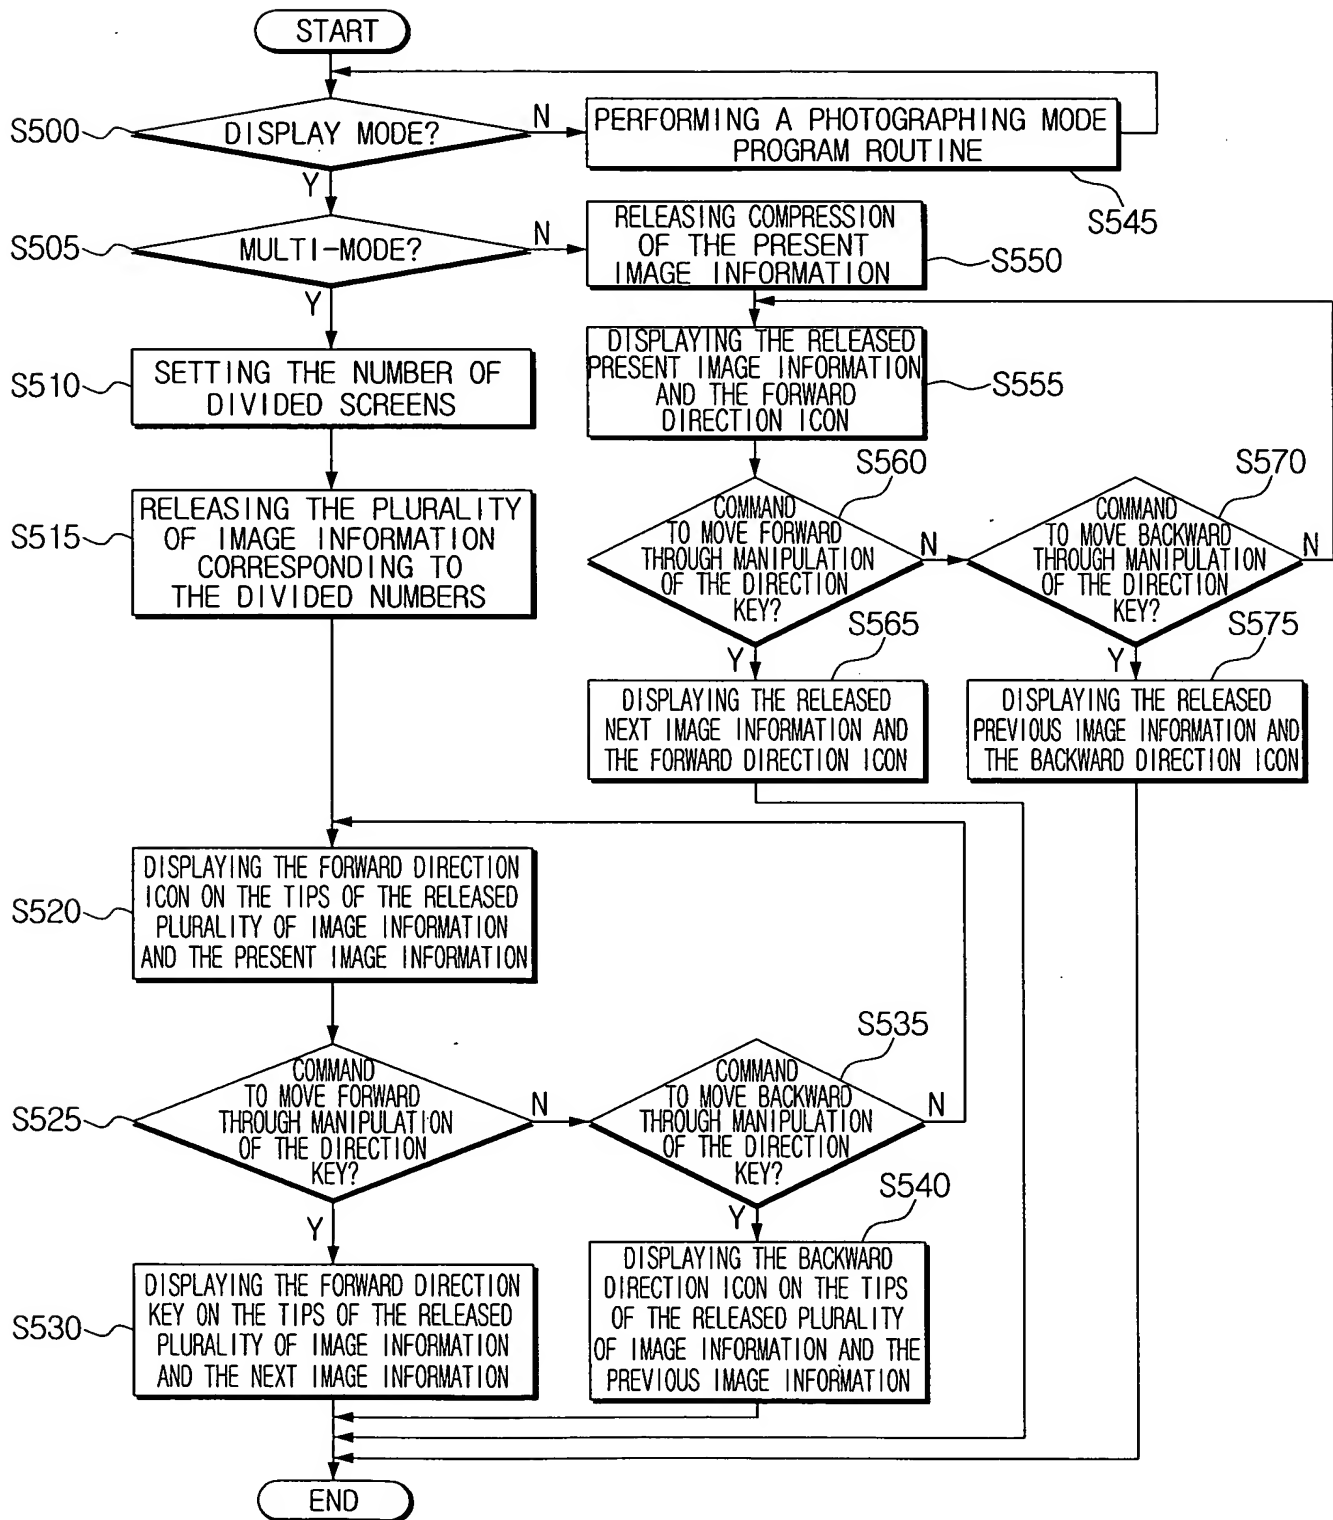 START
S500
DISPLAY MODE?
N
PERFORMING A PHOTOGRAPHING MODE
PROGRAM ROUTINE
S545
Y
S505
MULTI-MODE?
N
RELEASING COMPRESSION
OF THE PRESENT
IMAGE INFORMATION
S550
Y
S510
SETTING THE NUMBER OF
DIVIDED SCREENS
DISPLAYING THE RELEASED
PRESENT IMAGE INFORMATION
AND THE FORWARD
DIRECTION ICON
S555
S515
RELEASING THE PLURALITY
OF IMAGE INFORMATION
CORRESPONDING TO
THE DIVIDED NUMBERS
S560
COMMAND
TO MOVE FORWARD
THROUGH MANIPULATION
OF THE DIRECTION
KEY?
N
S570
COMMAND
TO MOVE BACKWARD
THROUGH MANIPULATION
OF THE DIRECTION
KEY?
N
Y
S565
DISPLAYING THE RELEASED
NEXT IMAGE INFORMATION AND
THE FORWARD DIRECTION ICON
Y
S575
DISPLAYING THE RELEASED
PREVIOUS IMAGE INFORMATION AND
THE BACKWARD DIRECTION ICON
S520
DISPLAYING THE FORWARD DIRECTION
ICON ON THE TIPS OF THE RELEASED
PLURALITY OF IMAGE INFORMATION
AND THE PRESENT IMAGE INFORMATION
S525
COMMAND
TO MOVE FORWARD
THROUGH MANIPULATION
OF THE DIRECTION
KEY?
N
S535
COMMAND
TO MOVE BACKWARD
THROUGH MANIPULATION
OF THE DIRECTION
KEY?
N
Y
S530
DISPLAYING THE FORWARD DIRECTION
KEY ON THE TIPS OF THE RELEASED
PLURALITY OF IMAGE INFORMATION
AND THE NEXT IMAGE INFORMATION
Y
S540
DISPLAYING THE BACKWARD
DIRECTION ICON ON THE TIPS
OF THE RELEASED PLURALITY
OF IMAGE INFORMATION AND THE
PREVIOUS IMAGE INFORMATION
END